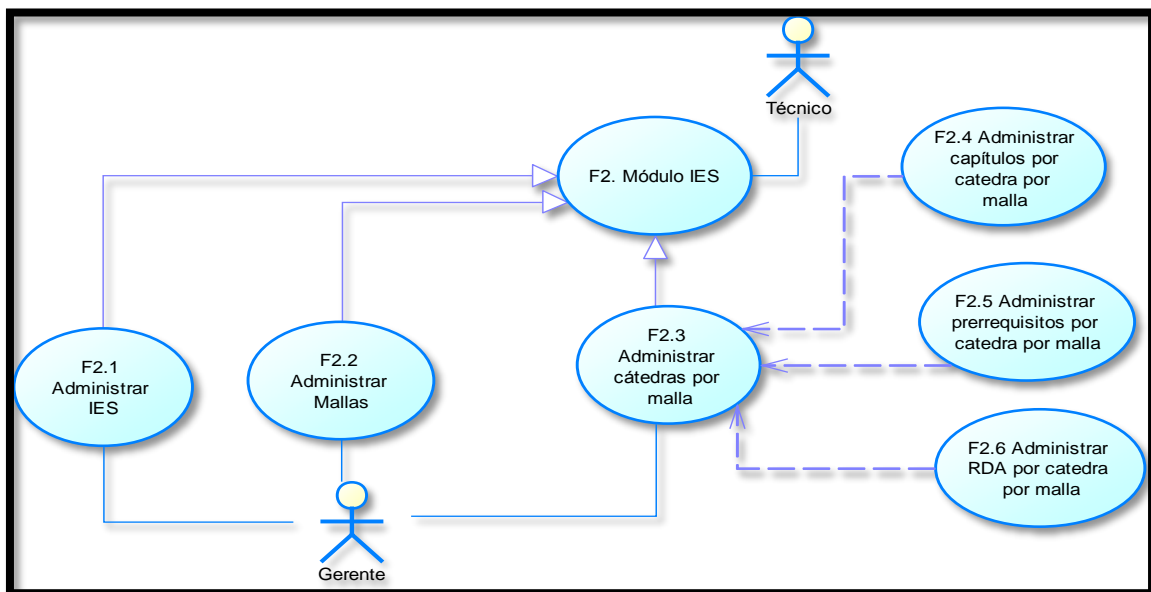 Técnico
F2. Módulo IES
F2.4 Administrar
capítulos por
catedra por
malla
F2.5 Administrar
prerrequisitos por
catedra por malla
F2.1
Administrar
IES
F2.2
Administrar
Mallas
F2.3
Administrar
cátedras por
malla
F2.6 Administrar
RDA por catedra
por malla
Gerente